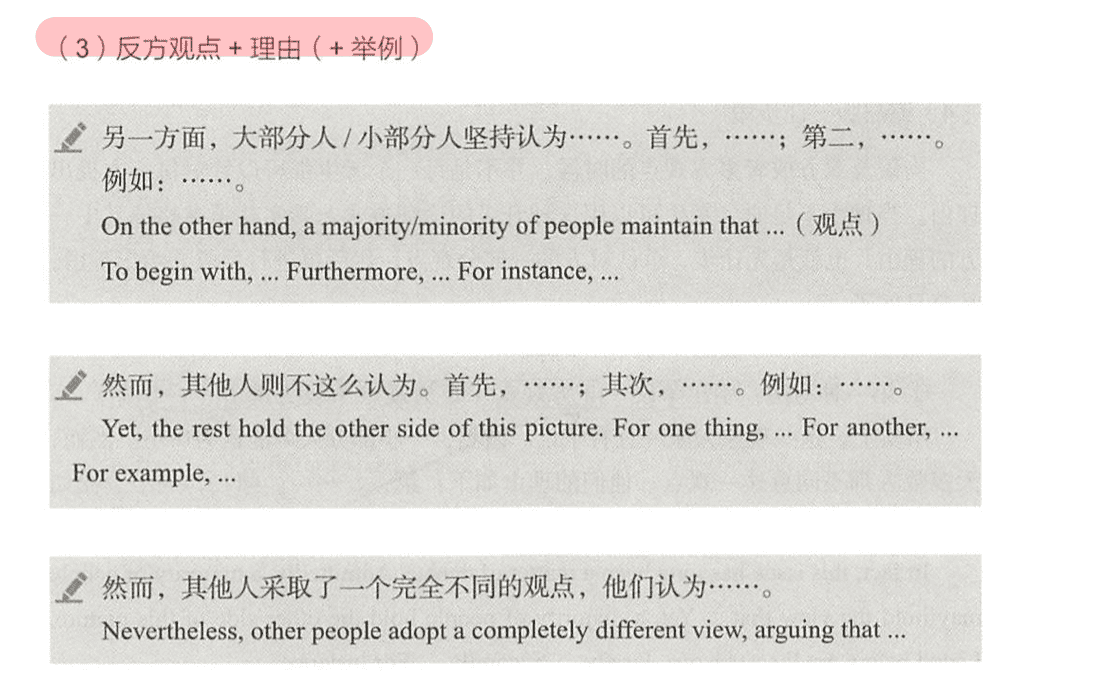 （3）反方观点 + 理由（+ 举例）
另一方面，大部分人 / 小部分人坚持认为……。首先，……；第二，……。
例如：……。
On the other hand, a majority/minority of people maintain that ...（观点）
To begin with, ... Furthermore, ... For instance, ...
然而，其他人则不这么认为。首先，……；其次，……。例如：……。
Yet, the rest hold the other side of this picture. For one thing, ... For another, ...
For example, ...
然而，其他人采取了一个完全不同的观点，他们认为……。
Nevertheless, other people adopt a completely different view, arguing that ...